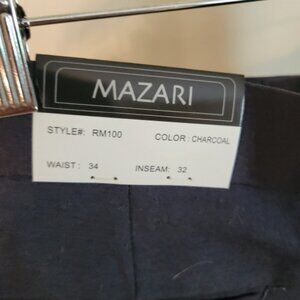 MAZARI
STYLE#: RM100 COLOR: CHARCOAL
WAIST: 34 INSEAM: 32